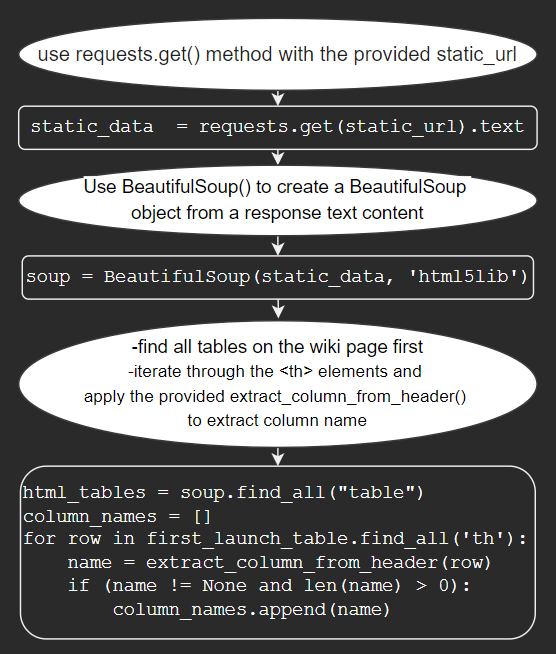 use requests.get() method with the provided static_url
static_data  = requests.get(static_url).text
Use BeautifulSoup() to create a BeautifulSoup
object from a response text content
soup = BeautifulSoup(static_data, 'html5lib')
-find all tables on the wiki page first
-iterate through the <th> elements and
apply the provided extract_column_from_header()
to extract column name
html_tables = soup.find_all("table")
column_names = []
for row in first_launch_table.find_all('th'):
    name = extract_column_from_header(row)
    if (name != None and len(name) > 0):
        column_names.append(name)